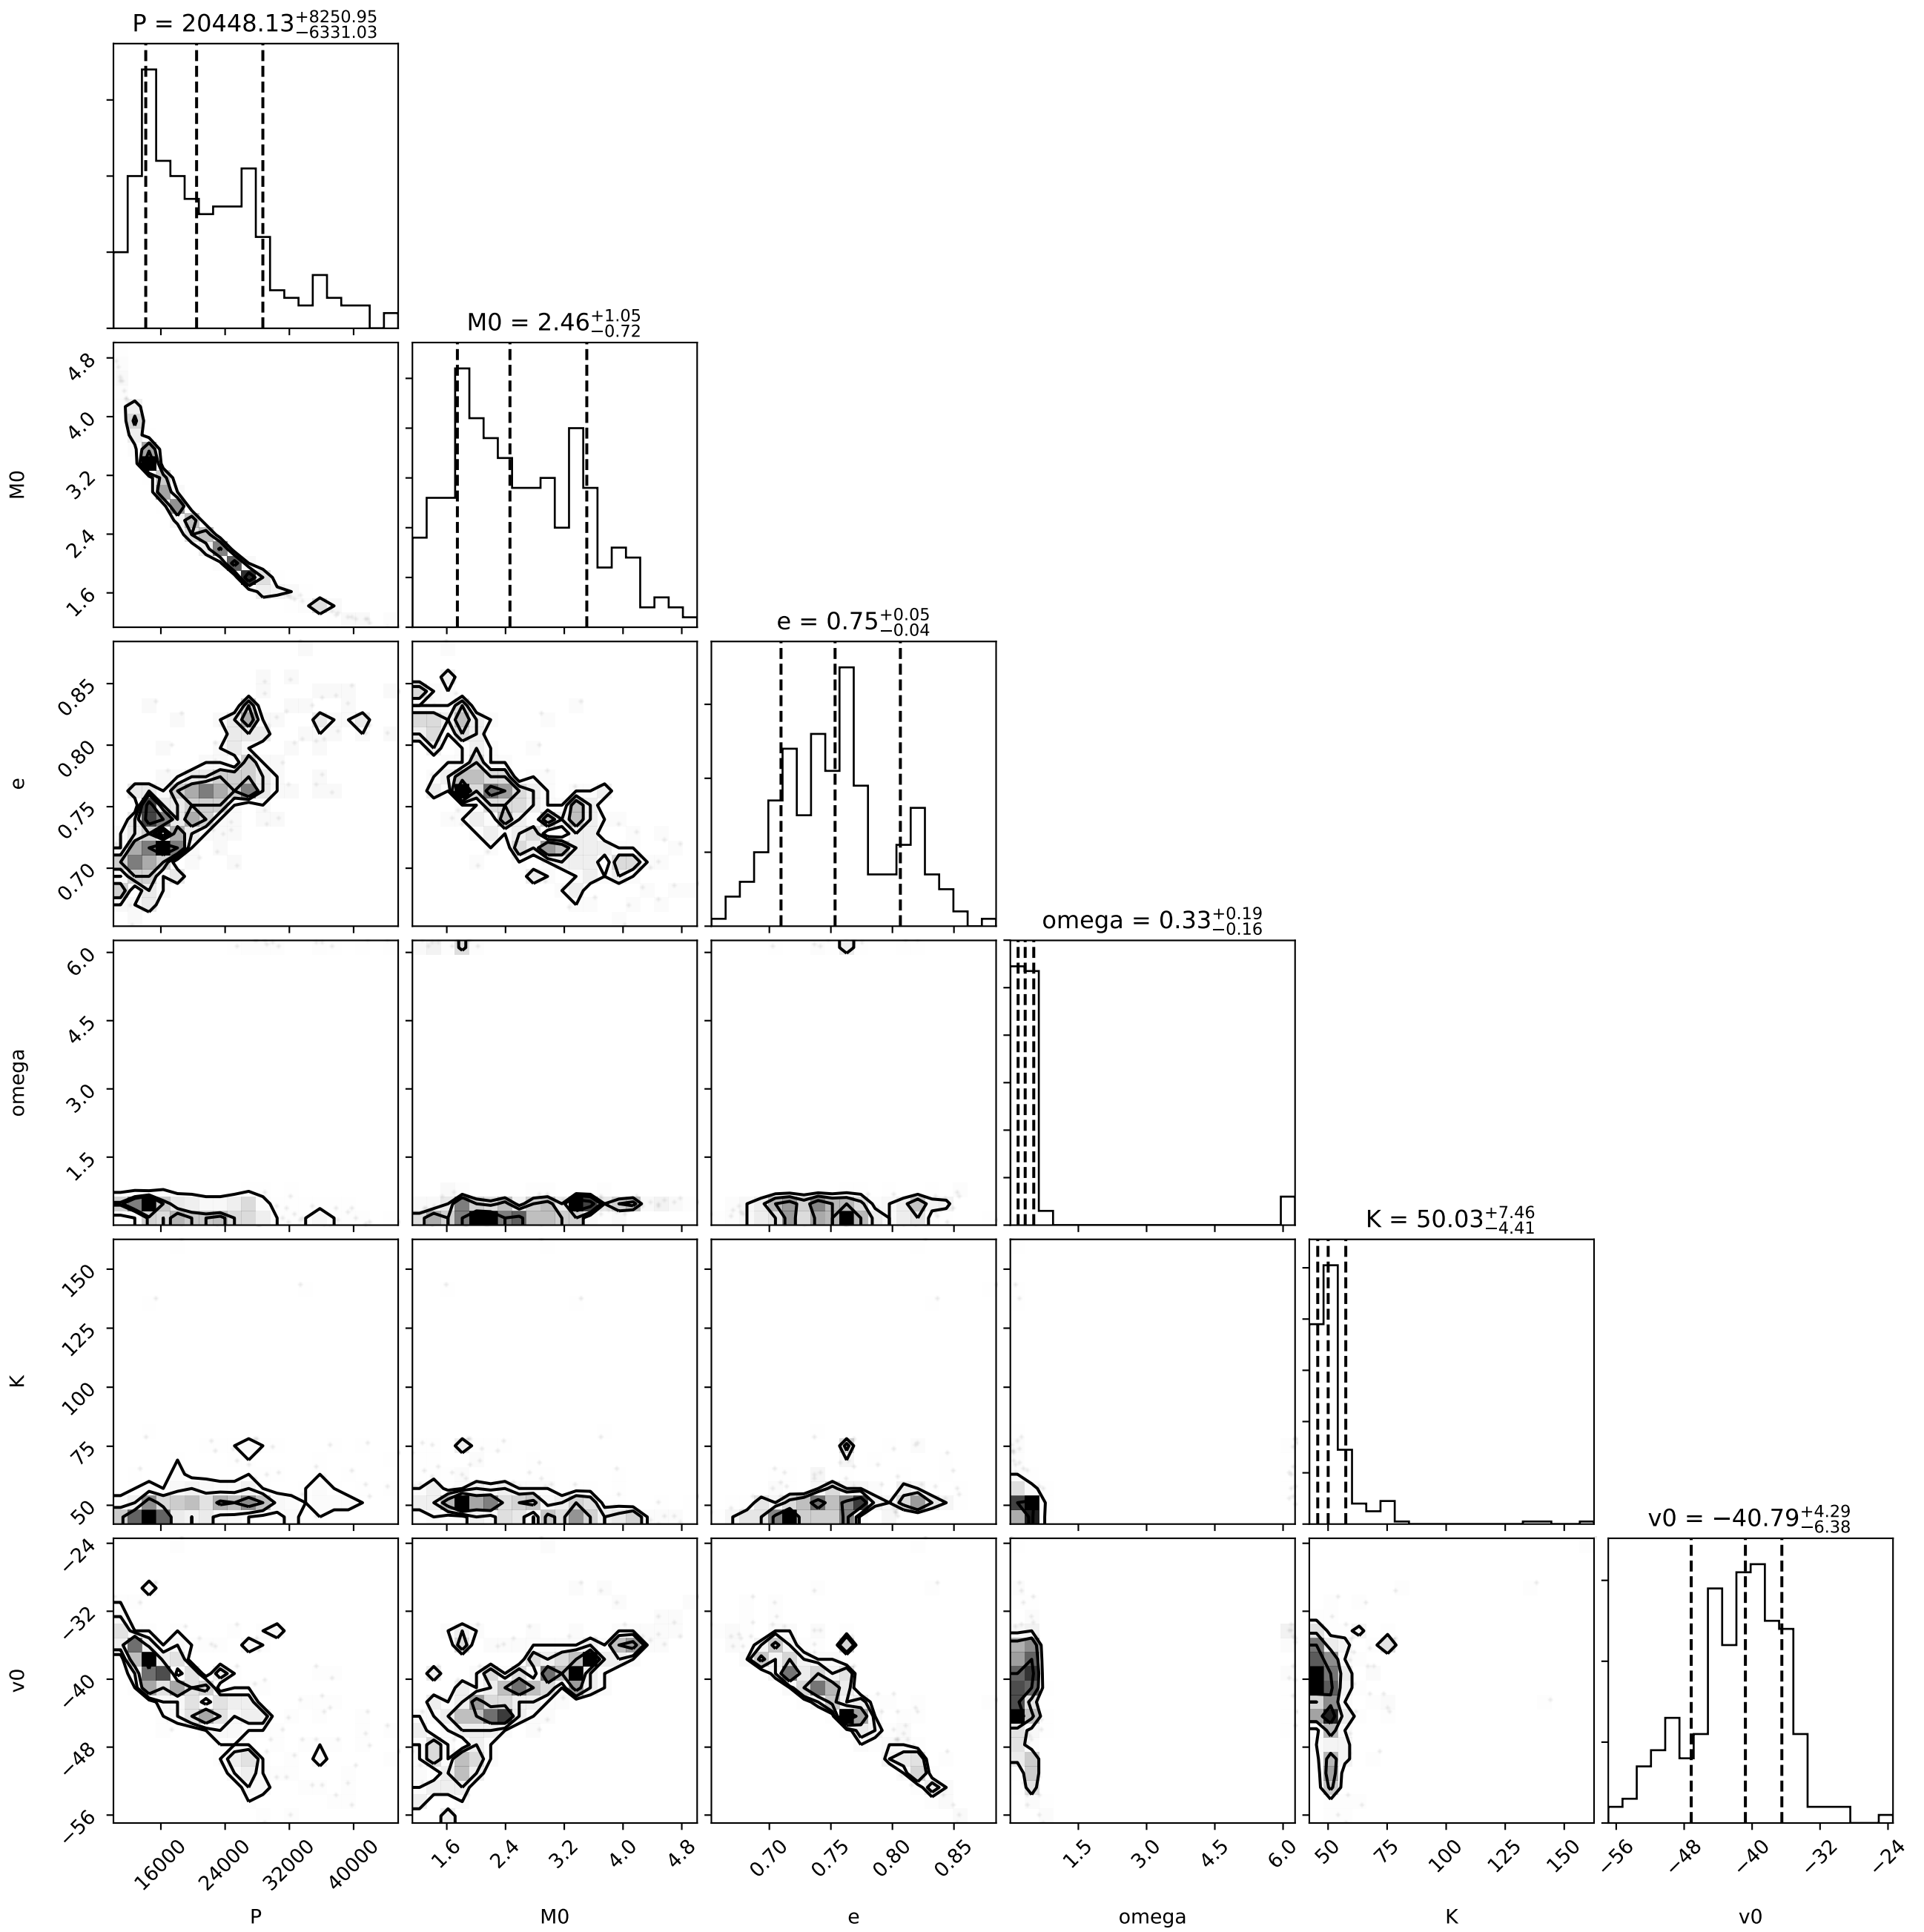 P = 20448.13+8250.95−6331.03
M0 = 2.46+1.05−0.72
4.8
4.0
3.2
2.4
1.6
M0
e = 0.75+0.05−0.04
0.85
0.80
0.75
0.70
e
omega = 0.33+0.19−0.16
6.0
4.5
3.0
1.5
omega
K = 50.03+7.46−4.41
150
125
100
75
50
K
v0 = −40.79+4.29−6.38
−24
−32
−40
−48
−56
v0
16000 24000 32000 40000
1.6 2.4 3.2 4.0 4.8
0.70 0.75 0.80 0.85
1.5 3.0 4.5 6.0
50 75 100 125 150
−56 −48 −40 −32 −24
P M0 e omega K v0